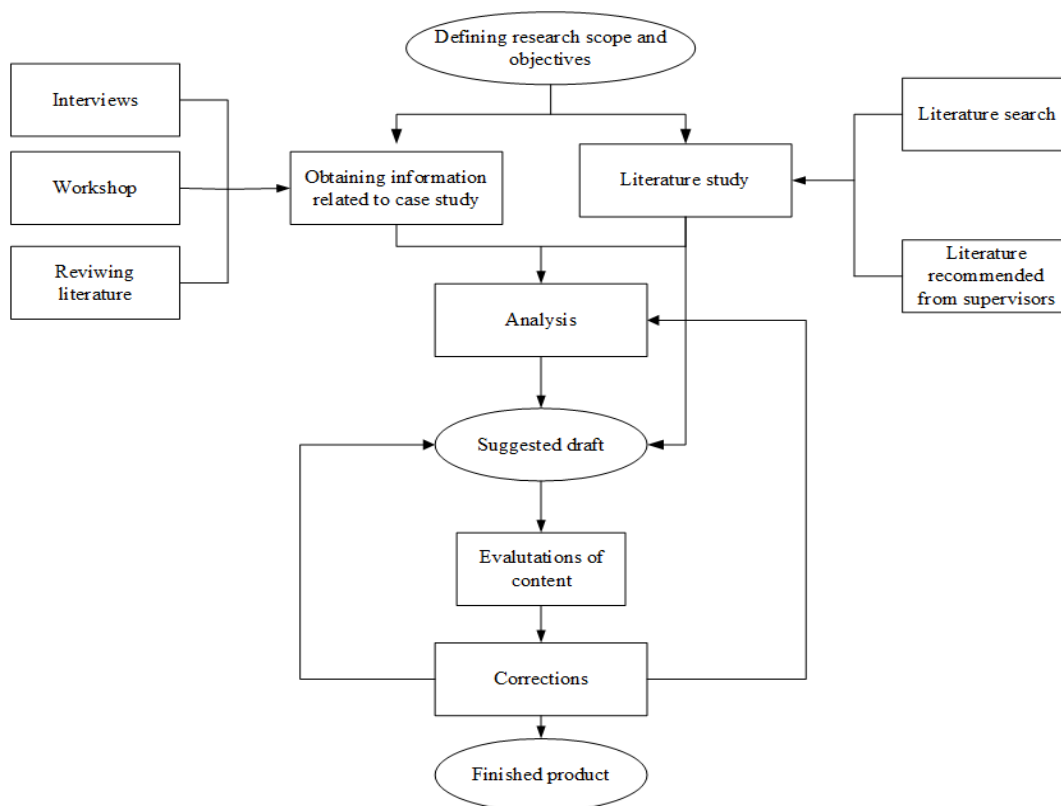 Defining research scope and
objectives
Interviews
Literature search
Workshop
Obtaining information
related to case study
Literature study
Reviwing
literature
Literature
recommended
from supervisors
Analysis
Suggested draft
Evalutations of
content
Corrections
Finished product